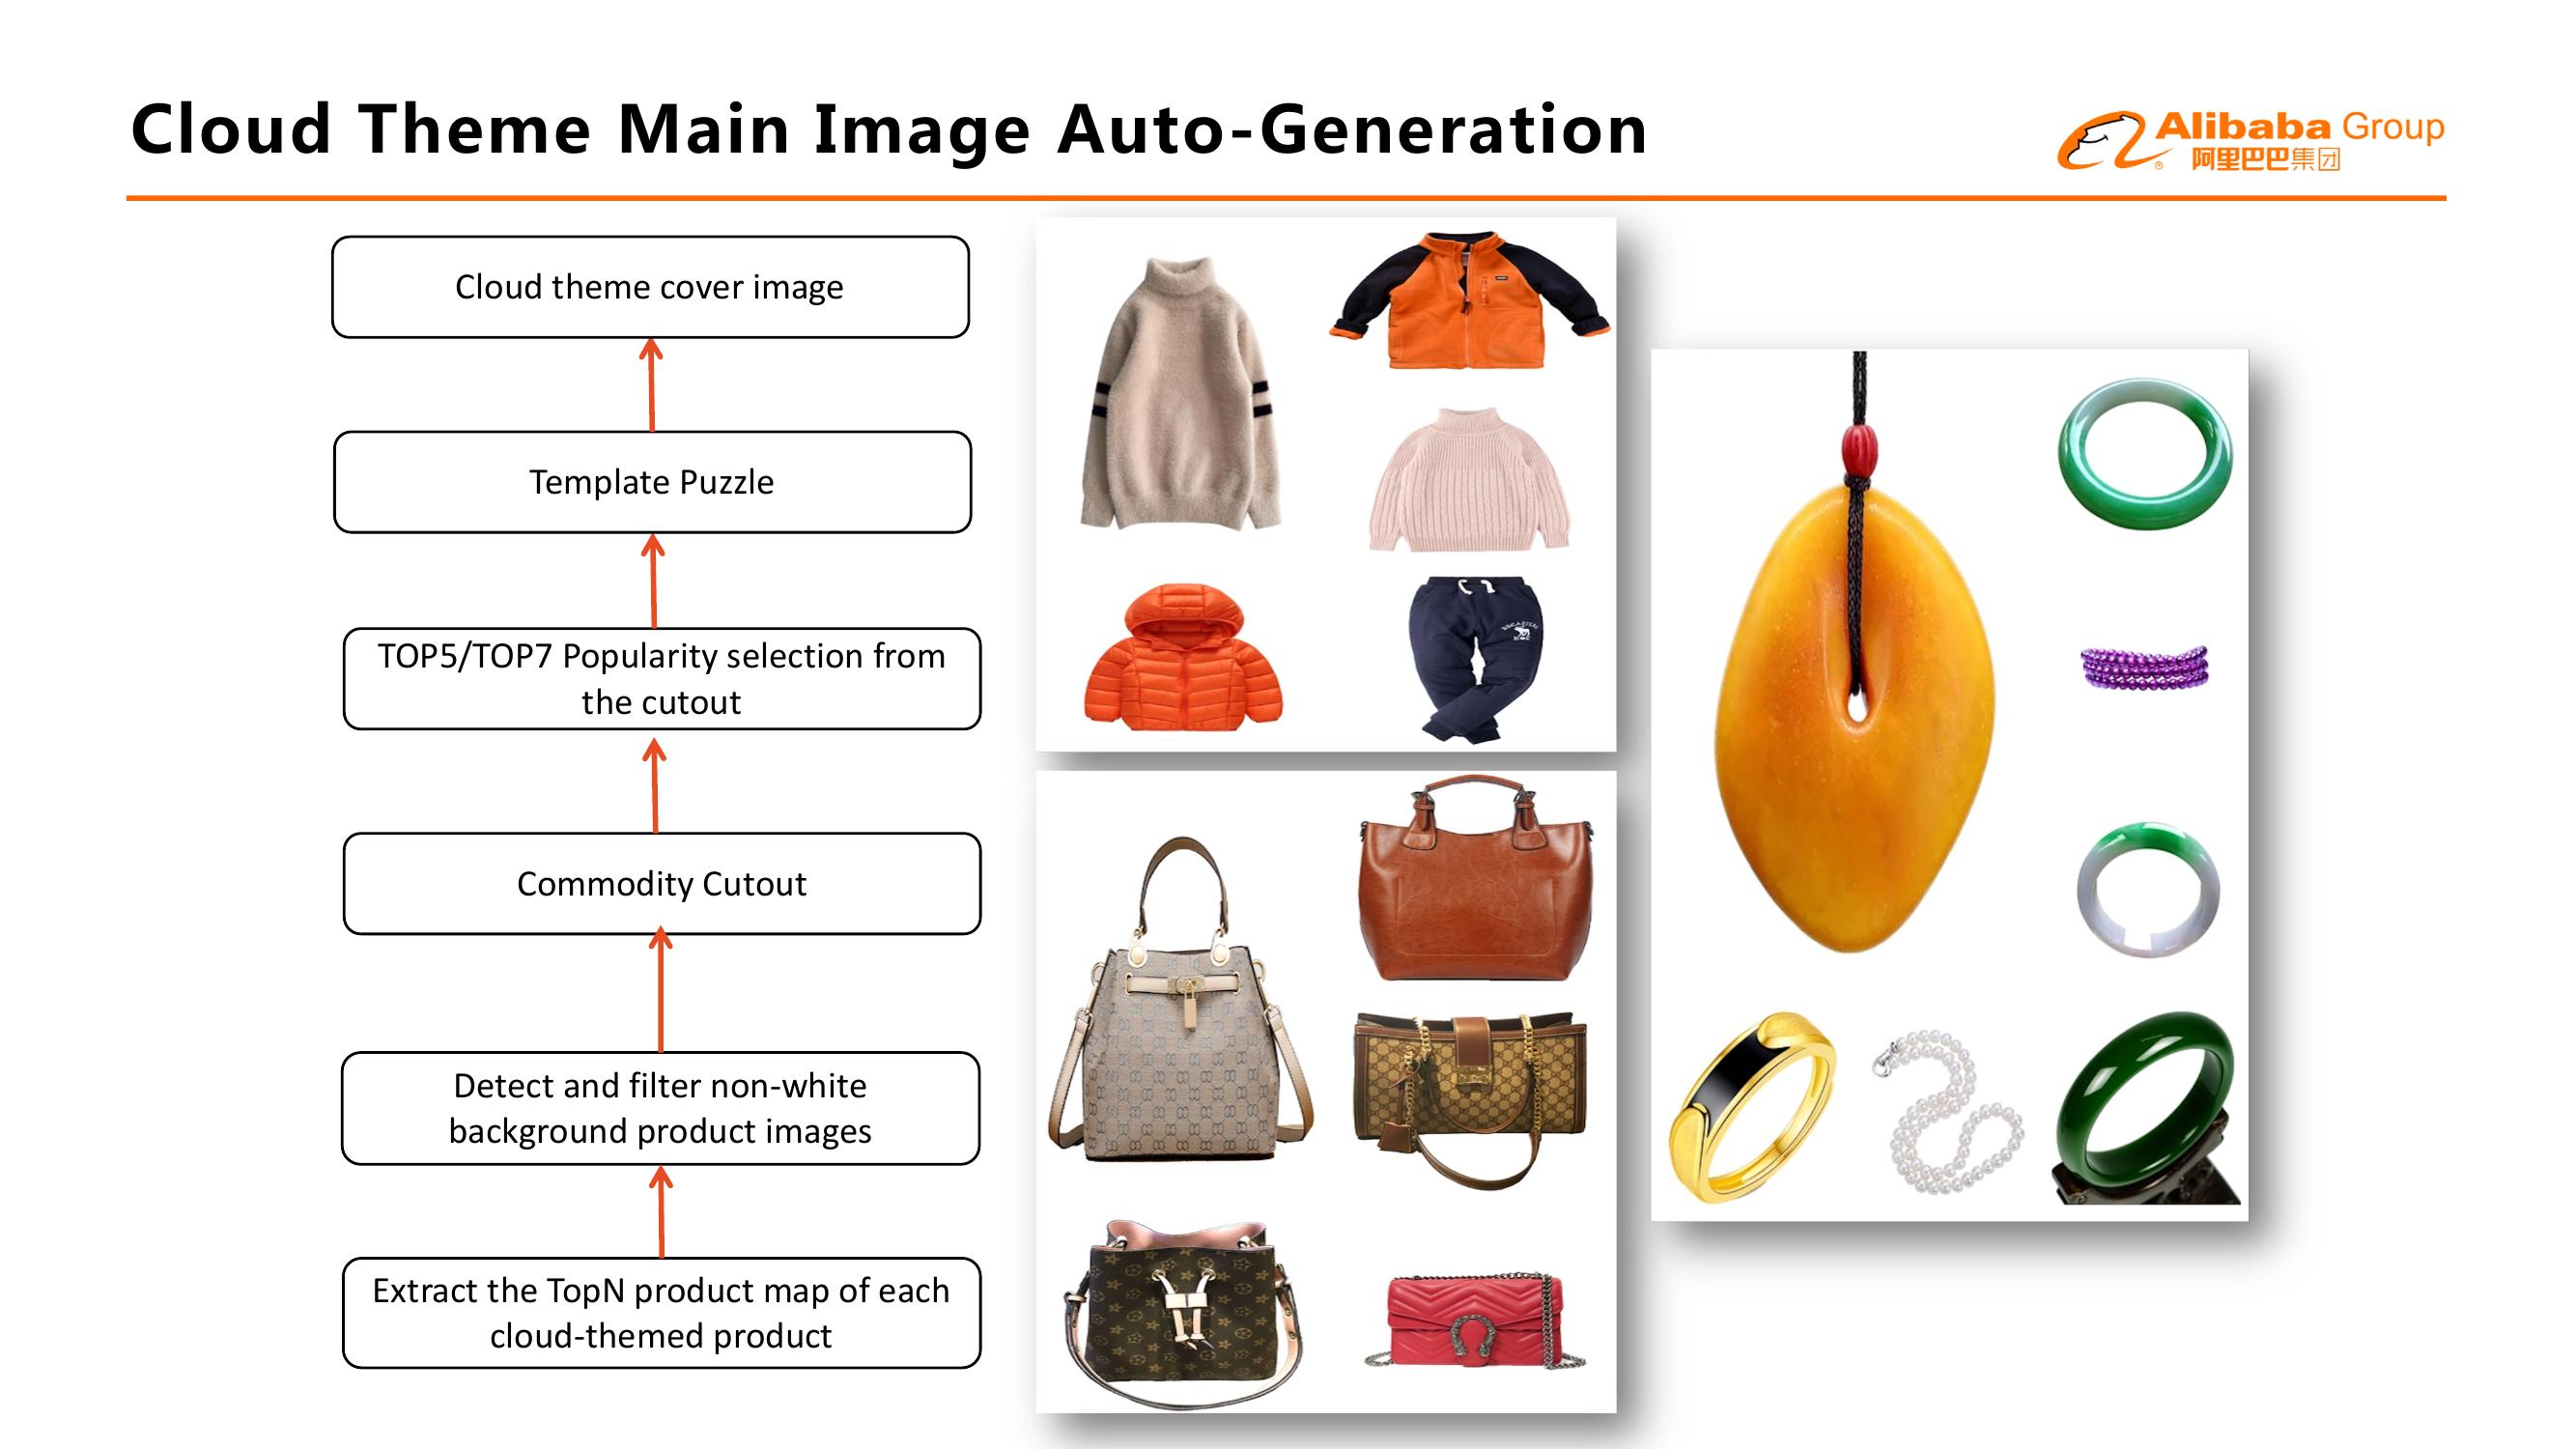 Cloud Theme Main Image Auto-Generation
Alibaba Group
阿里巴巴集团
Cloud theme cover image
Template Puzzle
TOP5/TOP7 Popularity selection from
the cutout
Commodity Cutout
Detect and filter non-white
background product images
Extract the TopN product map of each
cloud-themed product